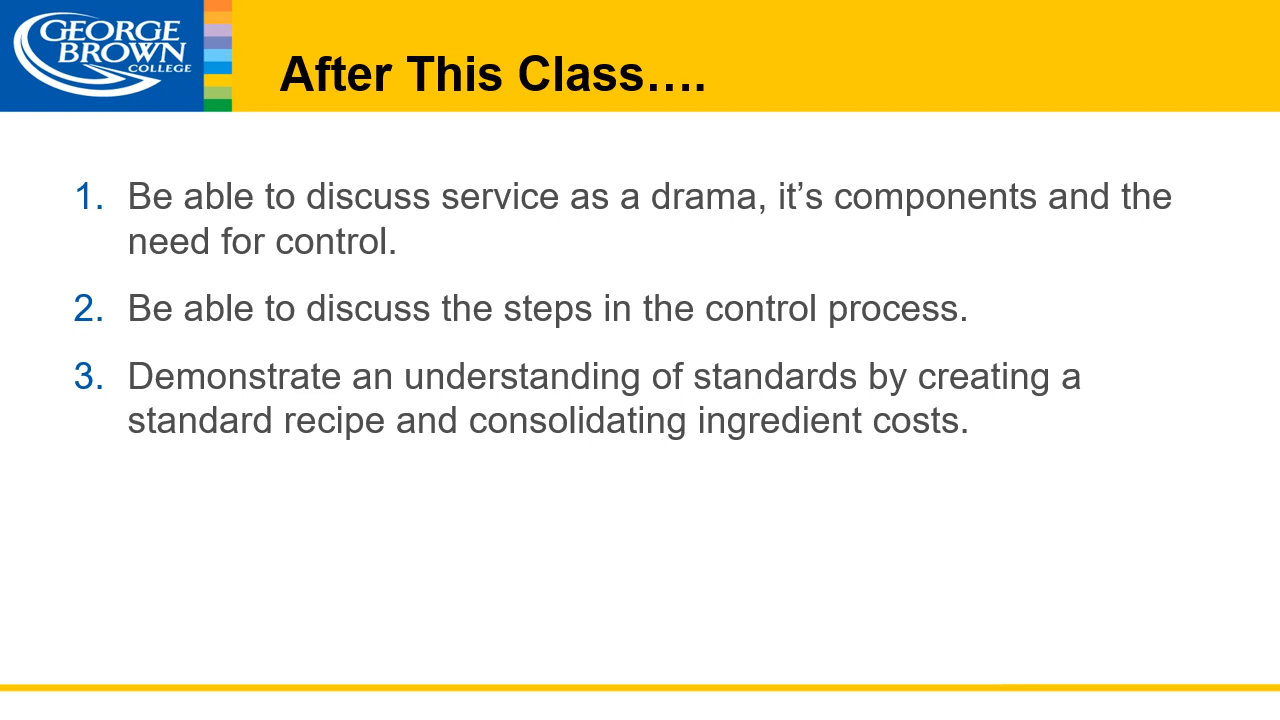 GEORGE
BROWN
COLLEGE
After This Class….
1. Be able to discuss service as a drama, it’s components and the
need for control.
2. Be able to discuss the steps in the control process.
3. Demonstrate an understanding of standards by creating a
standard recipe and consolidating ingredient costs.